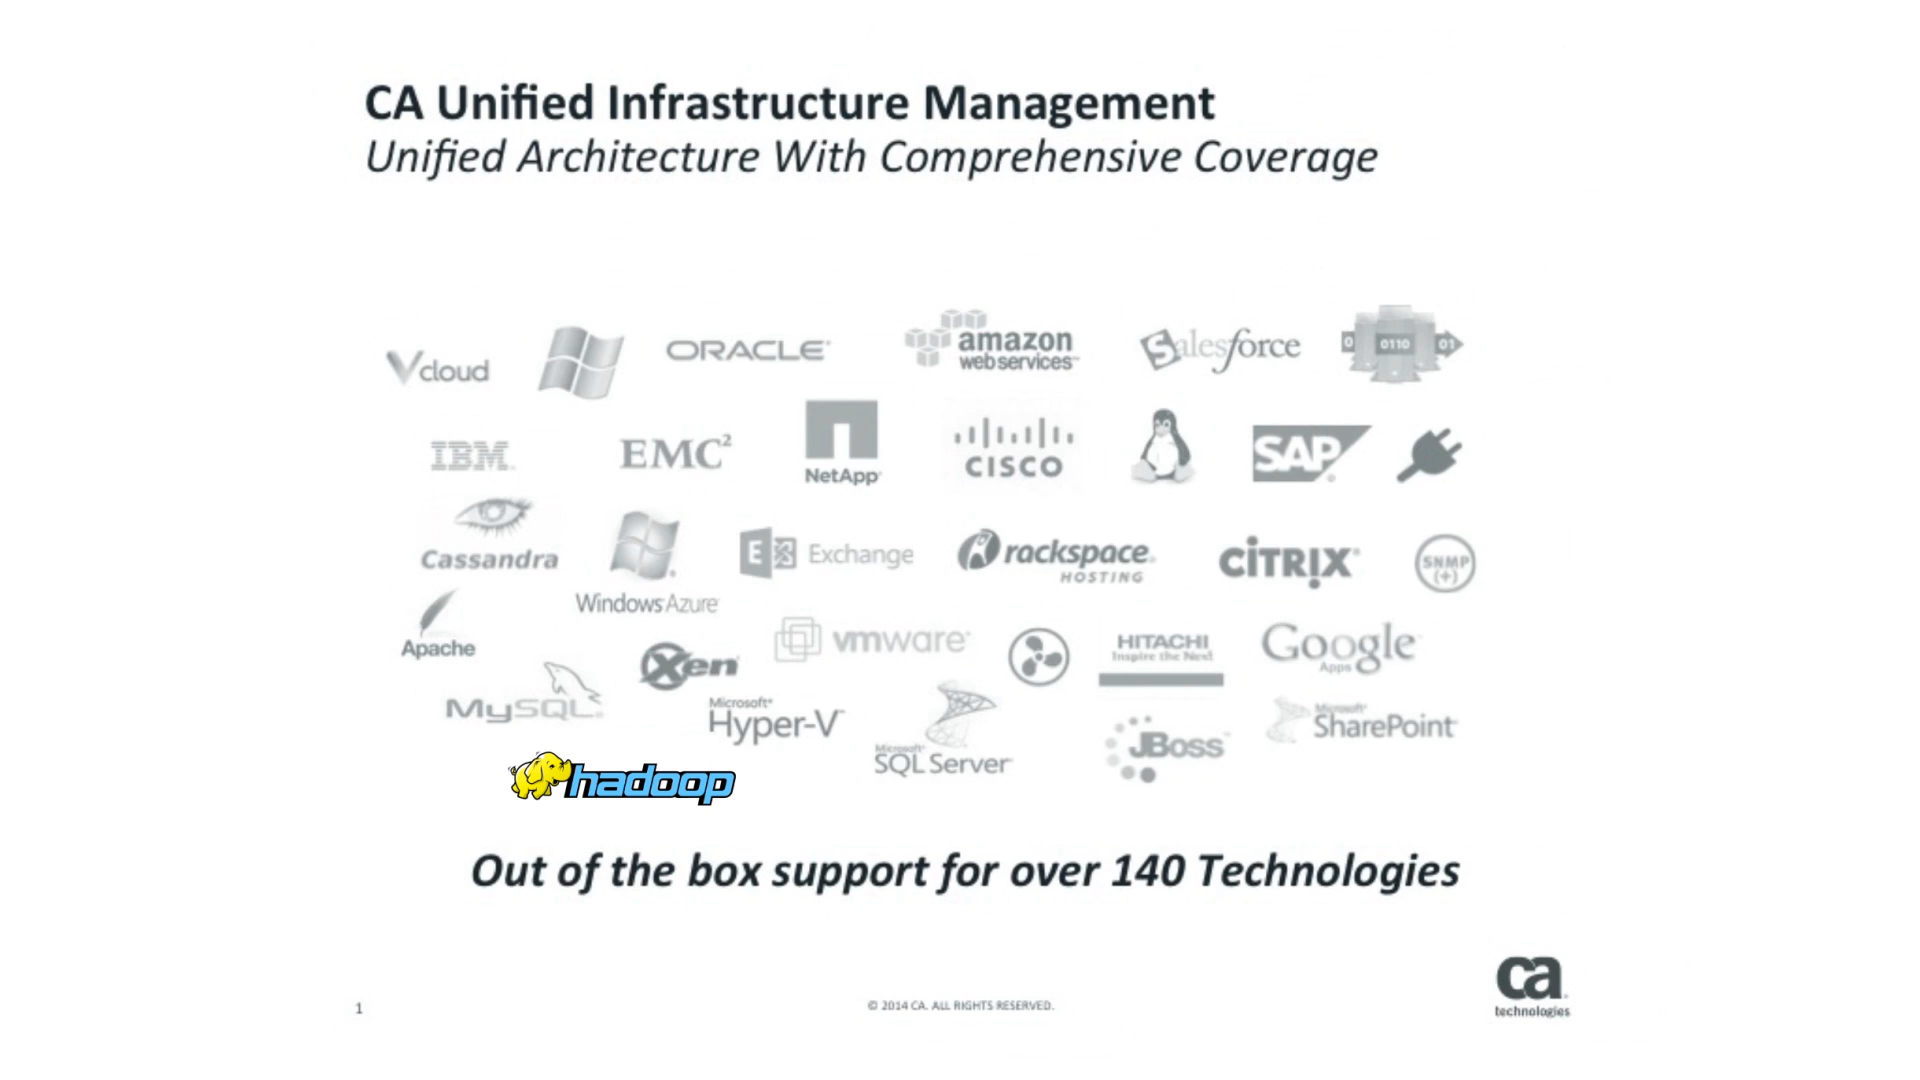 CA Unified Infrastructure Management
Unified Architecture With Comprehensive Coverage
Vcloud
ORACLE
amazon
webservices™
Salesforce
0 0110 01
IBM
EMC²
NetApp
CISCO
SAP
Cassandra
Windows Azure
E Exchange
rackspace
HOSTING
CITRIX
SNMP
(+)
Apache
Xen
vmware
HITACHI
Inspire the Next
Google
Apps
MySQL
Microsoft®
Hyper-V
Microsoft®
SQL Server
JBoss
Microsoft®
SharePoint
hadoop
Out of the box support for over 140 Technologies
1
© 2014 CA. ALL RIGHTS RESERVED.
ca
technologies